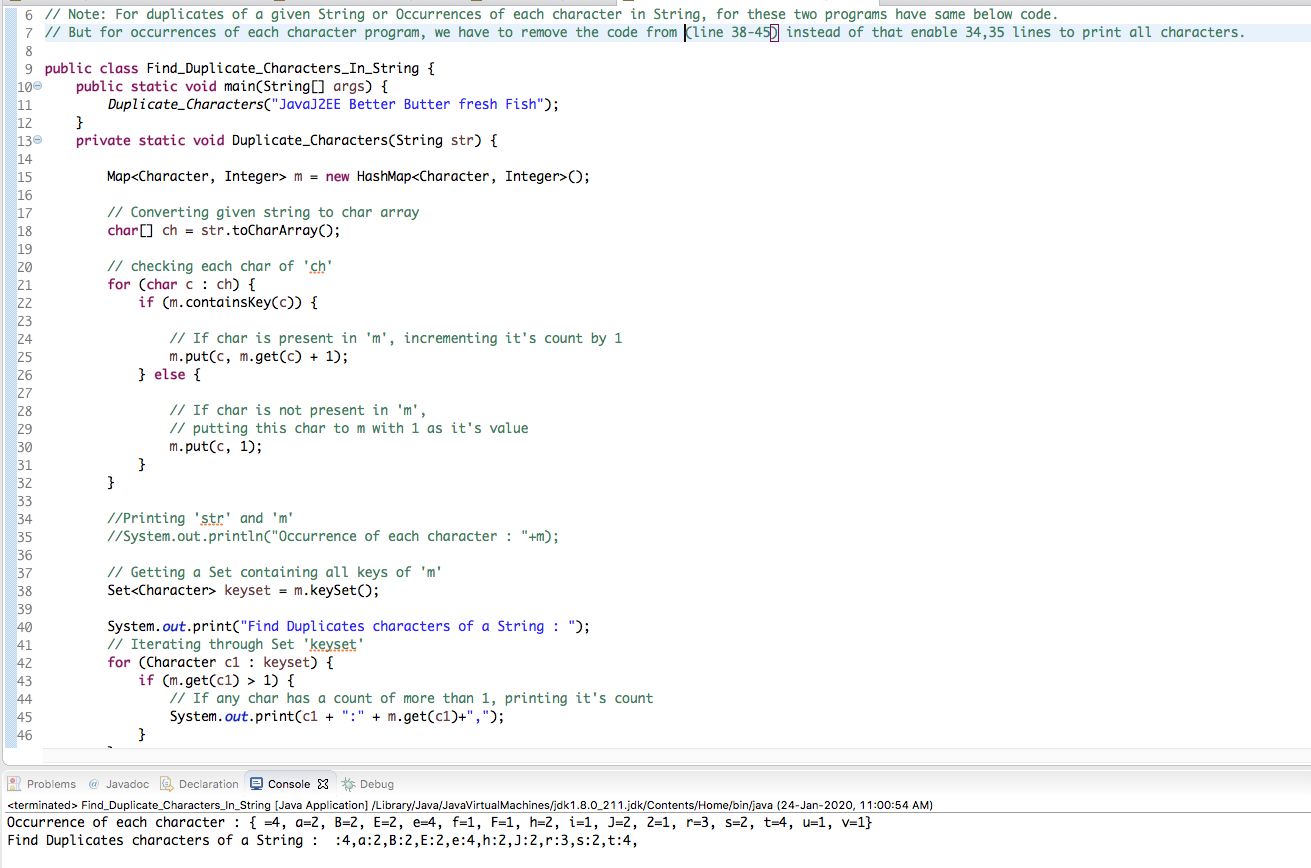 6 // Note: For duplicates of a given String or Occurrences of each character in String, for these two programs have same below code.
7 // But for occurrences of each character program, we have to remove the code from (line 38-45) instead of that enable 34,35 lines to print all characters.
8
9 public class Find_Duplicate_Characters_In_String {
10 public static void main(String[] args) {
11 Duplicate_Characters("JavaJ2EE Better Butter fresh Fish");
12 }
13 private static void Duplicate_Characters(String str) {
14
15 Map<Character, Integer> m = new HashMap<Character, Integer>();
16
17 // Converting given string to char array
18 char[] ch = str.toCharArray();
19
20 // checking each char of 'ch'
21 for (char c : ch) {
22 if (m.containsKey(c)) {
23
24 // If char is present in 'm', incrementing it's count by 1
25 m.put(c, m.get(c) + 1);
26 } else {
27
28 // If char is not present in 'm',
29 // putting this char to m with 1 as it's value
30 m.put(c, 1);
31 }
32 }
33
34 //Printing 'str' and 'm'
35 //System.out.println("Occurrence of each character : "+m);
36
37 // Getting a Set containing all keys of 'm'
38 Set<Character> keyset = m.keySet();
39
40 System.out.print("Find Duplicates characters of a String : ");
41 // Iterating through Set 'keyset'
42 for (Character c1 : keyset) {
43 if (m.get(c1) > 1) {
44 // If any char has a count of more than 1, printing it's count
45 System.out.print(c1 + ":" + m.get(c1)+",");
46 }
Problems @ Javadoc Declaration Console Debug
<terminated> Find_Duplicate_Characters_In_String [Java Application] /Library/Java/JavaVirtualMachines/jdk1.8.0_211.jdk/Contents/Home/bin/java (24-Jan-2020, 11:00:54 AM)
Occurrence of each character : { =4, a=2, B=2, E=2, e=4, f=1, F=1, h=2, i=1, J=2, 2=1, r=3, s=2, t=4, u=1, v=1}
Find Duplicates characters of a String :  :4,a:2,B:2,E:2,e:4,h:2,J:2,r:3,s:2,t:4,